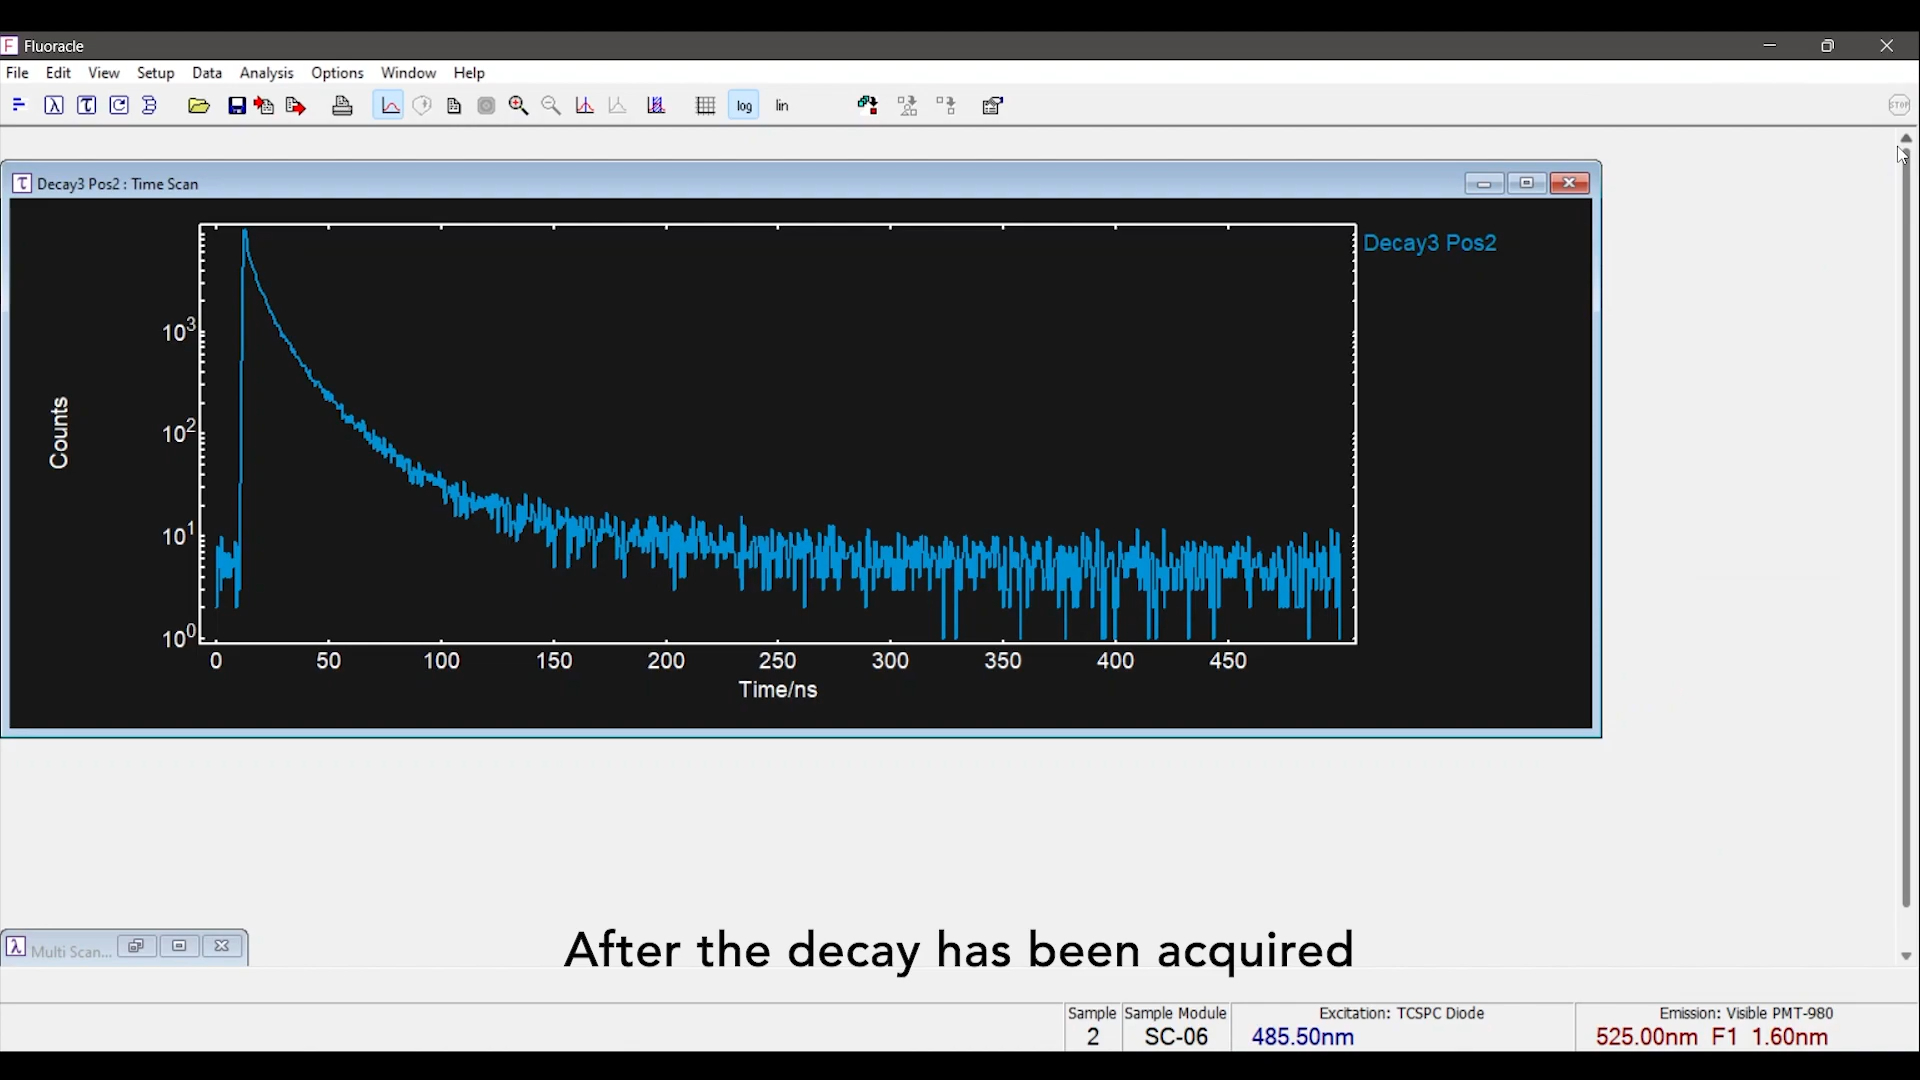 Fluoracle
File Edit View Setup Data Analysis Options Window Help
log lin STOP
Decay3 Pos2 : Time Scan
Decay3 Pos2
Counts
10³
10²
10¹
10⁰
0 50 100 150 200 250 300 350 400 450
Time/ns
Multi Scan...
After the decay has been acquired
Sample Sample Module Excitation: TCSPC Diode Emission: Visible PMT-980
2 SC-06 485.50nm 525.00nm F1 1.60nm